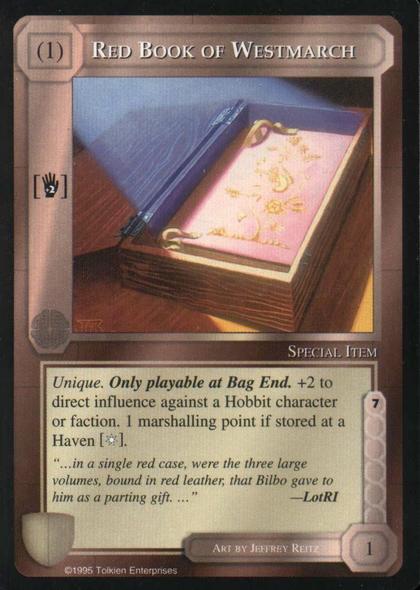 (1) RED BOOK OF WESTMARCH
2
SPECIAL ITEM
Unique. Only playable at Bag End. +2 to
direct influence against a Hobbit character
or faction. 1 marshalling point if stored at a
Haven [ ].
7
“…in a single red case, were the three large
volumes, bound in red leather, that Bilbo gave to
him as a parting gift. …” —LotRI
ART BY JEFFREY REITZ
1
©1995 Tolkien Enterprises